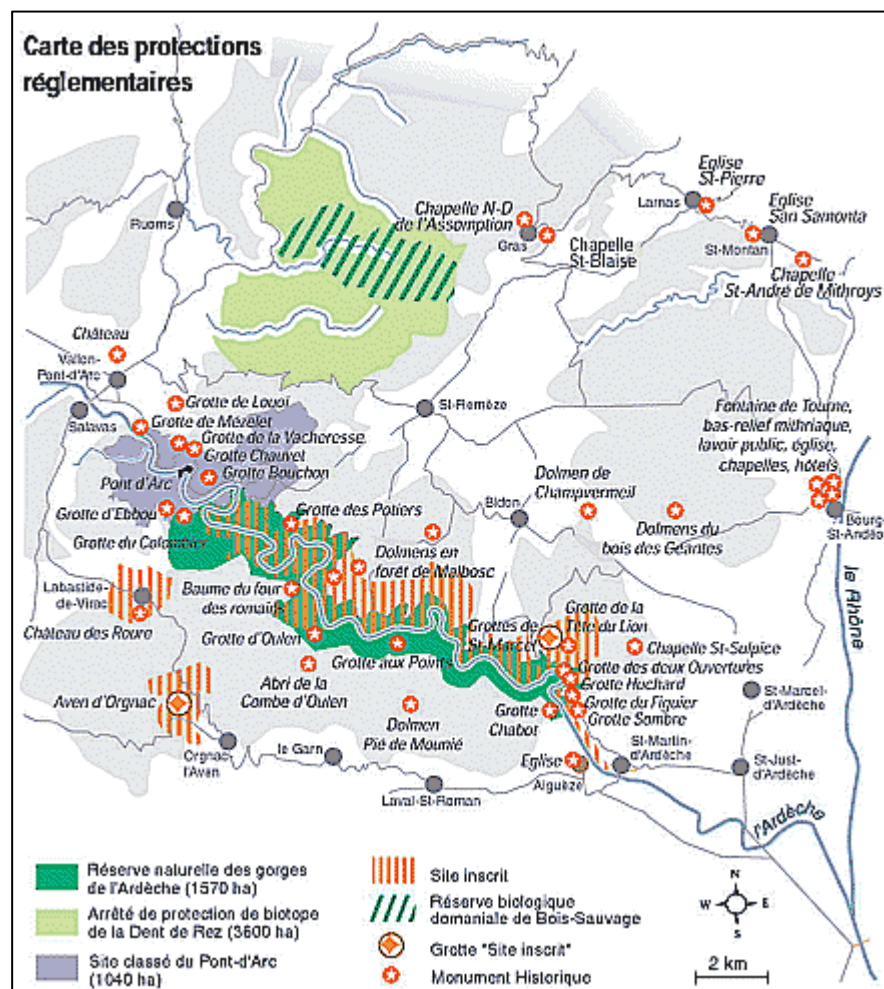 Carte des protections
réglementaires
Ruoms
Chapelle N-D
de l'Assomption
Gras
Chapelle
St-Blaise
Larnas
Eglise
St-Pierre
Eglise
San Samonta
St-Montan
Chapelle
St-André de Mithroys
Château
Vallon-
Pont-d'Arc
Salavas
Grotte de Louoi
Grotte de Mézelet
Grotte de la Vacheresse
Grotte Chauvet
Grotte Bouchon
Pont d'Arc
Grotte d'Ebbou
Grotte du Colombier
St-Remèze
Fontaine de Tourne,
bas-relief mithriaque,
lavoir public, église,
chapelles, hôtels
Bourg-
St-Andéol
le Rhône
Bidon
Dolmen de
Champvermeil
Dolmens du
bois des Géantes
Grotte des Potiers
Dolmens en
forêt de Malbosc
Labastide-
de-Virac
Château des Roure
Baume du four
des romains
Grotte d'Oulen
Abri de la
Combe d'Oulen
Grotte aux Points
Grottes de
St-Marcel
Grotte de la
Tête du Lion
Chapelle St-Sulpice
Grotte des deux Ouvertures
Grotte Huchard
Grotte du Figuier
Grotte Sombre
Grotte
Chabot
Dolmen
Pie de Mounié
Aven d'Orgnac
Orgnac
l'Aven
le Garn
Laval-St-Roman
Eglise
Aiguèze
St-Martin-
d'Ardèche
St-Marcel-
d'Ardèche
St-Just-
d'Ardèche
l'Ardèche
Réserve naturelle des gorges
de l'Ardèche (1570 ha)
Arrêté de protection de biotope
de la Dent de Rez (3600 ha)
Site classé du Pont-d'Arc
(1040 ha)
Site inscrit
Réserve biologique
domaniale de Bois-Sauvage
Grotte "Site inscrit"
Monument Historique
N
W E
S
2 km